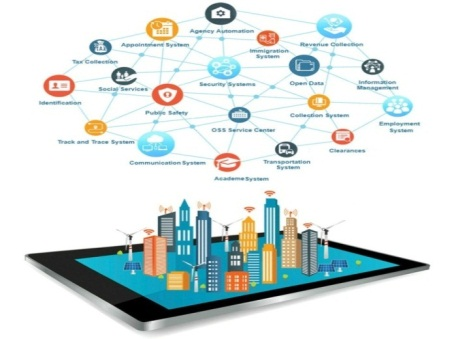 Agency Automation
Appointment System
Immigration
System
Revenue Collection
Tax Collection
Social Services
Security Systems
Open Data
Information
Management
Identification
Public Safety
Collection System
Employment
System
OSS Service Center
Track and Trace System
Clearances
Communication System
Transportation
System
Academe System